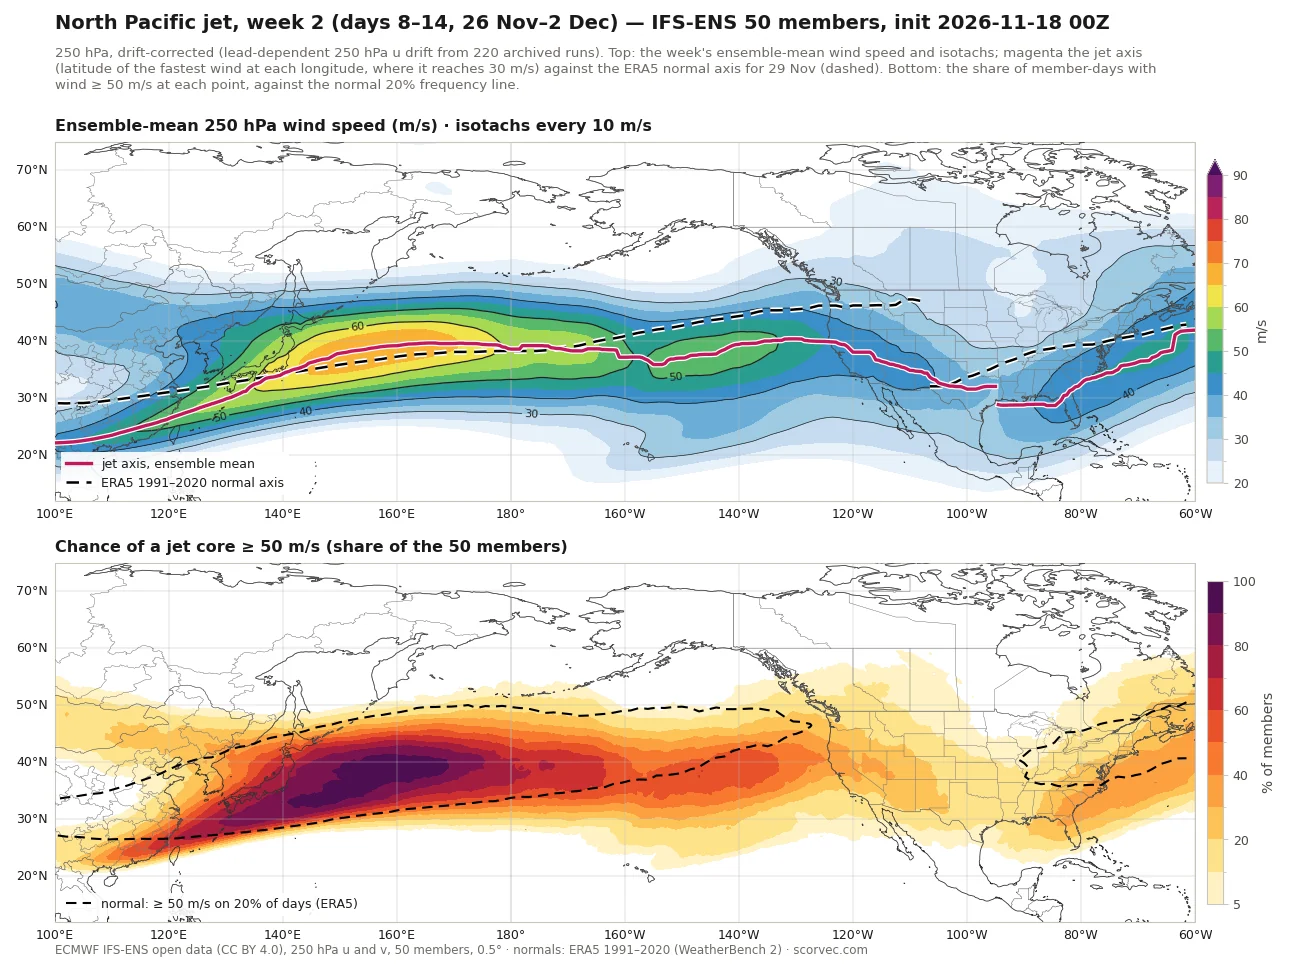 North Pacific jet, week 2 (days 8–14, 26 Nov–2 Dec) — IFS-ENS 50 members, init 2026-11-18 00Z
250 hPa, drift-corrected (lead-dependent 250 hPa u drift from 220 archived runs). Top: the week's ensemble-mean wind speed and isotachs; magenta the jet axis
(latitude of the fastest wind at each longitude, where it reaches 30 m/s) against the ERA5 normal axis for 29 Nov (dashed). Bottom: the share of member-days with
wind ≥ 50 m/s at each point, against the normal 20% frequency line.
Ensemble-mean 250 hPa wind speed (m/s) · isotachs every 10 m/s
70°N
60°N
50°N
40°N
30°N
20°N
60
50
40
30
50
30
40
jet axis, ensemble mean
ERA5 1991–2020 normal axis
100°E 120°E 140°E 160°E 180° 160°W 140°W 120°W 100°W 80°W 60°W
90
80
70
60
50
40
30
20
m/s
Chance of a jet core ≥ 50 m/s (share of the 50 members)
70°N
60°N
50°N
40°N
30°N
20°N
normal: ≥ 50 m/s on 20% of days (ERA5)
100°E 120°E 140°E 160°E 180° 160°W 140°W 120°W 100°W 80°W 60°W
100
80
60
40
20
5
% of members
ECMWF IFS-ENS open data (CC BY 4.0), 250 hPa u and v, 50 members, 0.5° · normals: ERA5 1991–2020 (WeatherBench 2) · scorvec.com